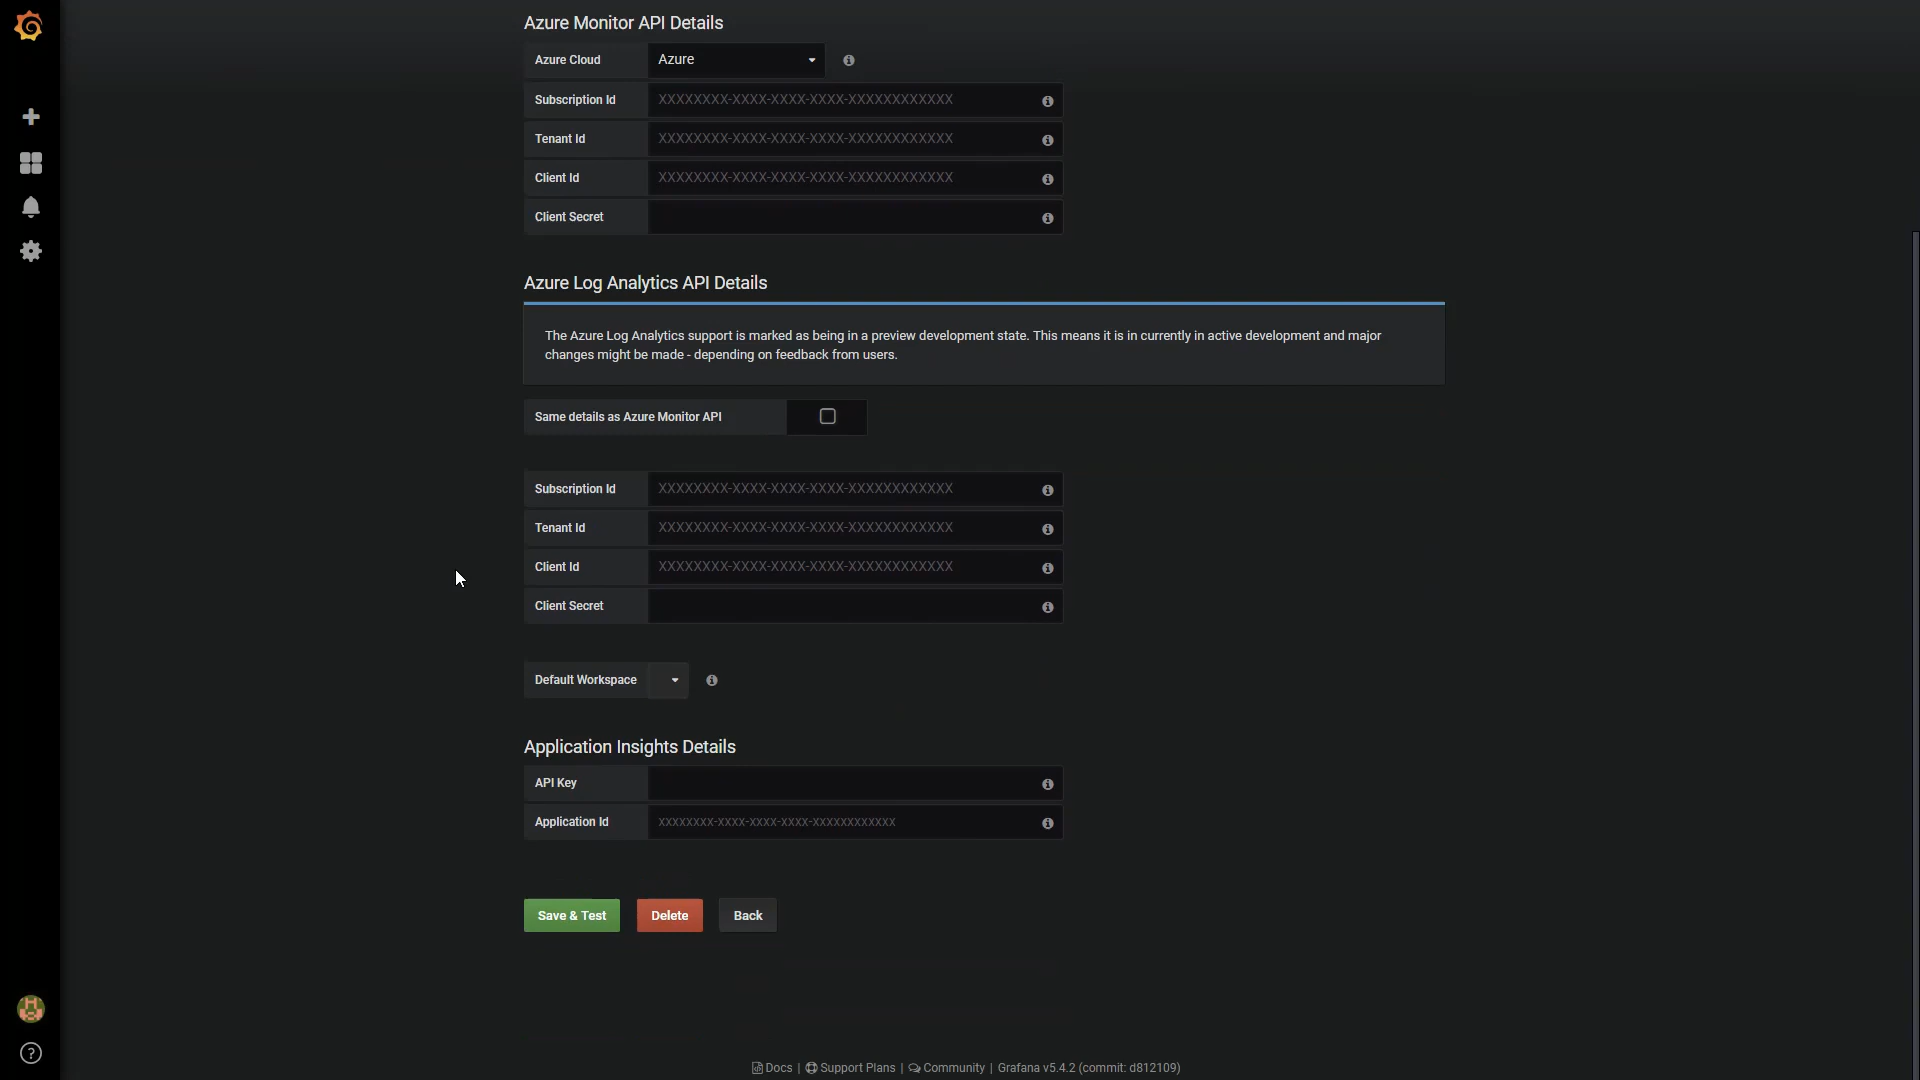 Azure Monitor API Details
Azure Cloud Azure
Subscription Id XXXXXXXX-XXXX-XXXX-XXXX-XXXXXXXXXXXX
Tenant Id XXXXXXXX-XXXX-XXXX-XXXX-XXXXXXXXXXXX
Client Id XXXXXXXX-XXXX-XXXX-XXXX-XXXXXXXXXXXX
Client Secret
Azure Log Analytics API Details
The Azure Log Analytics support is marked as being in a preview development state. This means it is in currently in active development and major
changes might be made - depending on feedback from users.
Same details as Azure Monitor API
Subscription Id XXXXXXXX-XXXX-XXXX-XXXX-XXXXXXXXXXXX
Tenant Id XXXXXXXX-XXXX-XXXX-XXXX-XXXXXXXXXXXX
Client Id XXXXXXXX-XXXX-XXXX-XXXX-XXXXXXXXXXXX
Client Secret
Default Workspace
Application Insights Details
API Key
Application Id xxxxxxxx-xxxx-xxxx-xxxx-xxxxxxxxxxxx
Save & Test Delete Back
Docs | Support Plans | Community | Grafana v5.4.2 (commit: d812109)